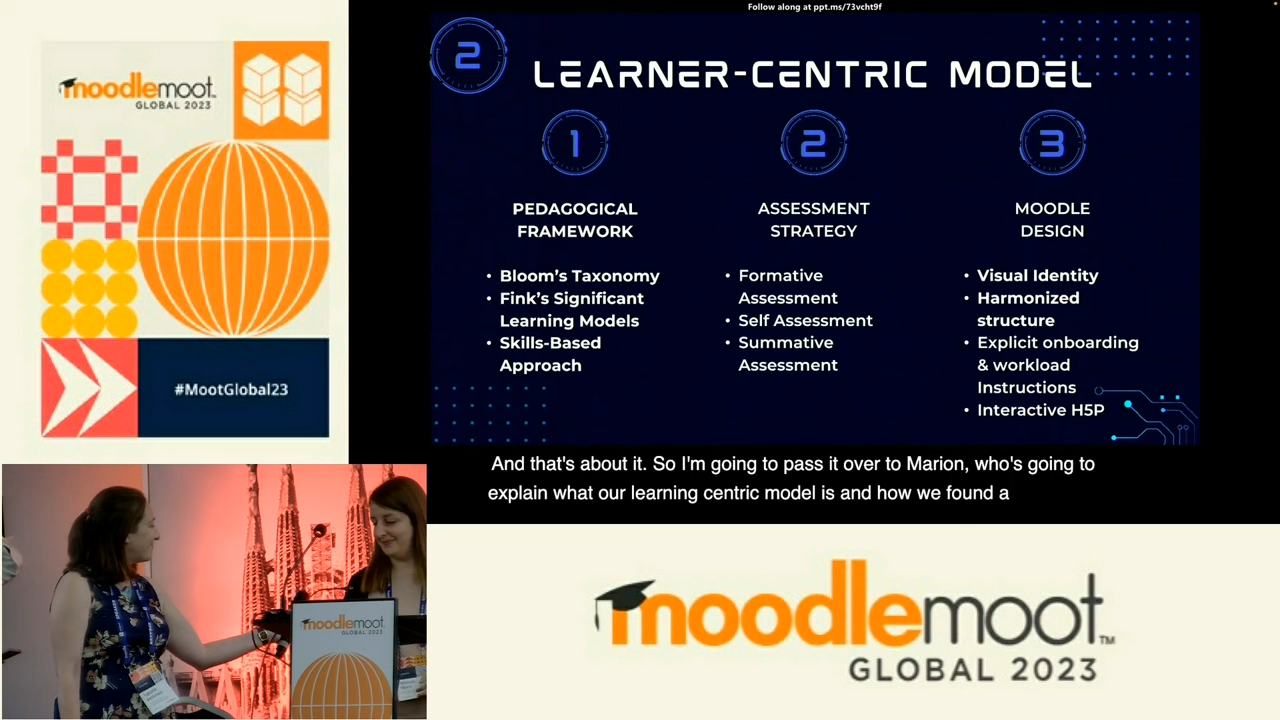 Follow along at ppt.ms/73vcht9f
moodlemoot™
GLOBAL 2023
#MootGlobal23
2
LEARNER-CENTRIC MODEL
1
PEDAGOGICAL
FRAMEWORK
• Bloom's Taxonomy
• Fink's Significant
Learning Models
• Skills-Based
Approach
2
ASSESSMENT
STRATEGY
• Formative
Assessment
• Self Assessment
• Summative
Assessment
3
MOODLE
DESIGN
• Visual Identity
• Harmonized
structure
• Explicit onboarding
& workload
Instructions
• Interactive H5P
And that's about it. So I'm going to pass it over to Marion, who's going to
explain what our learning centric model is and how we found a
moodlemoot
GLOBAL 2023
moodlemoot™
GLOBAL 2023